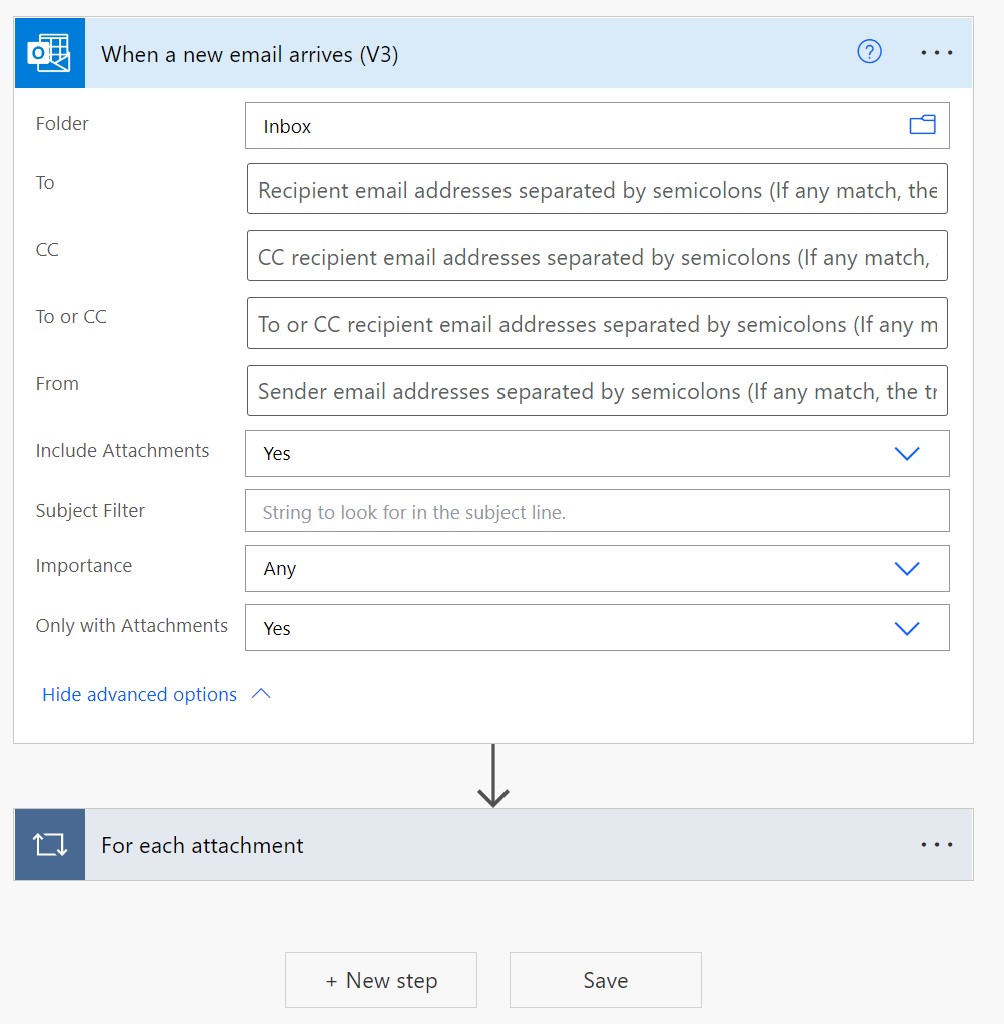 When a new email arrives (V3)
Folder
Inbox
To
Recipient email addresses separated by semicolons (If any match, the
CC
CC recipient email addresses separated by semicolons (If any match,
To or CC
To or CC recipient email addresses separated by semicolons (If any m
From
Sender email addresses separated by semicolons (If any match, the tr
Include Attachments
Yes
Subject Filter
String to look for in the subject line.
Importance
Any
Only with Attachments
Yes
Hide advanced options
For each attachment
+ New step
Save